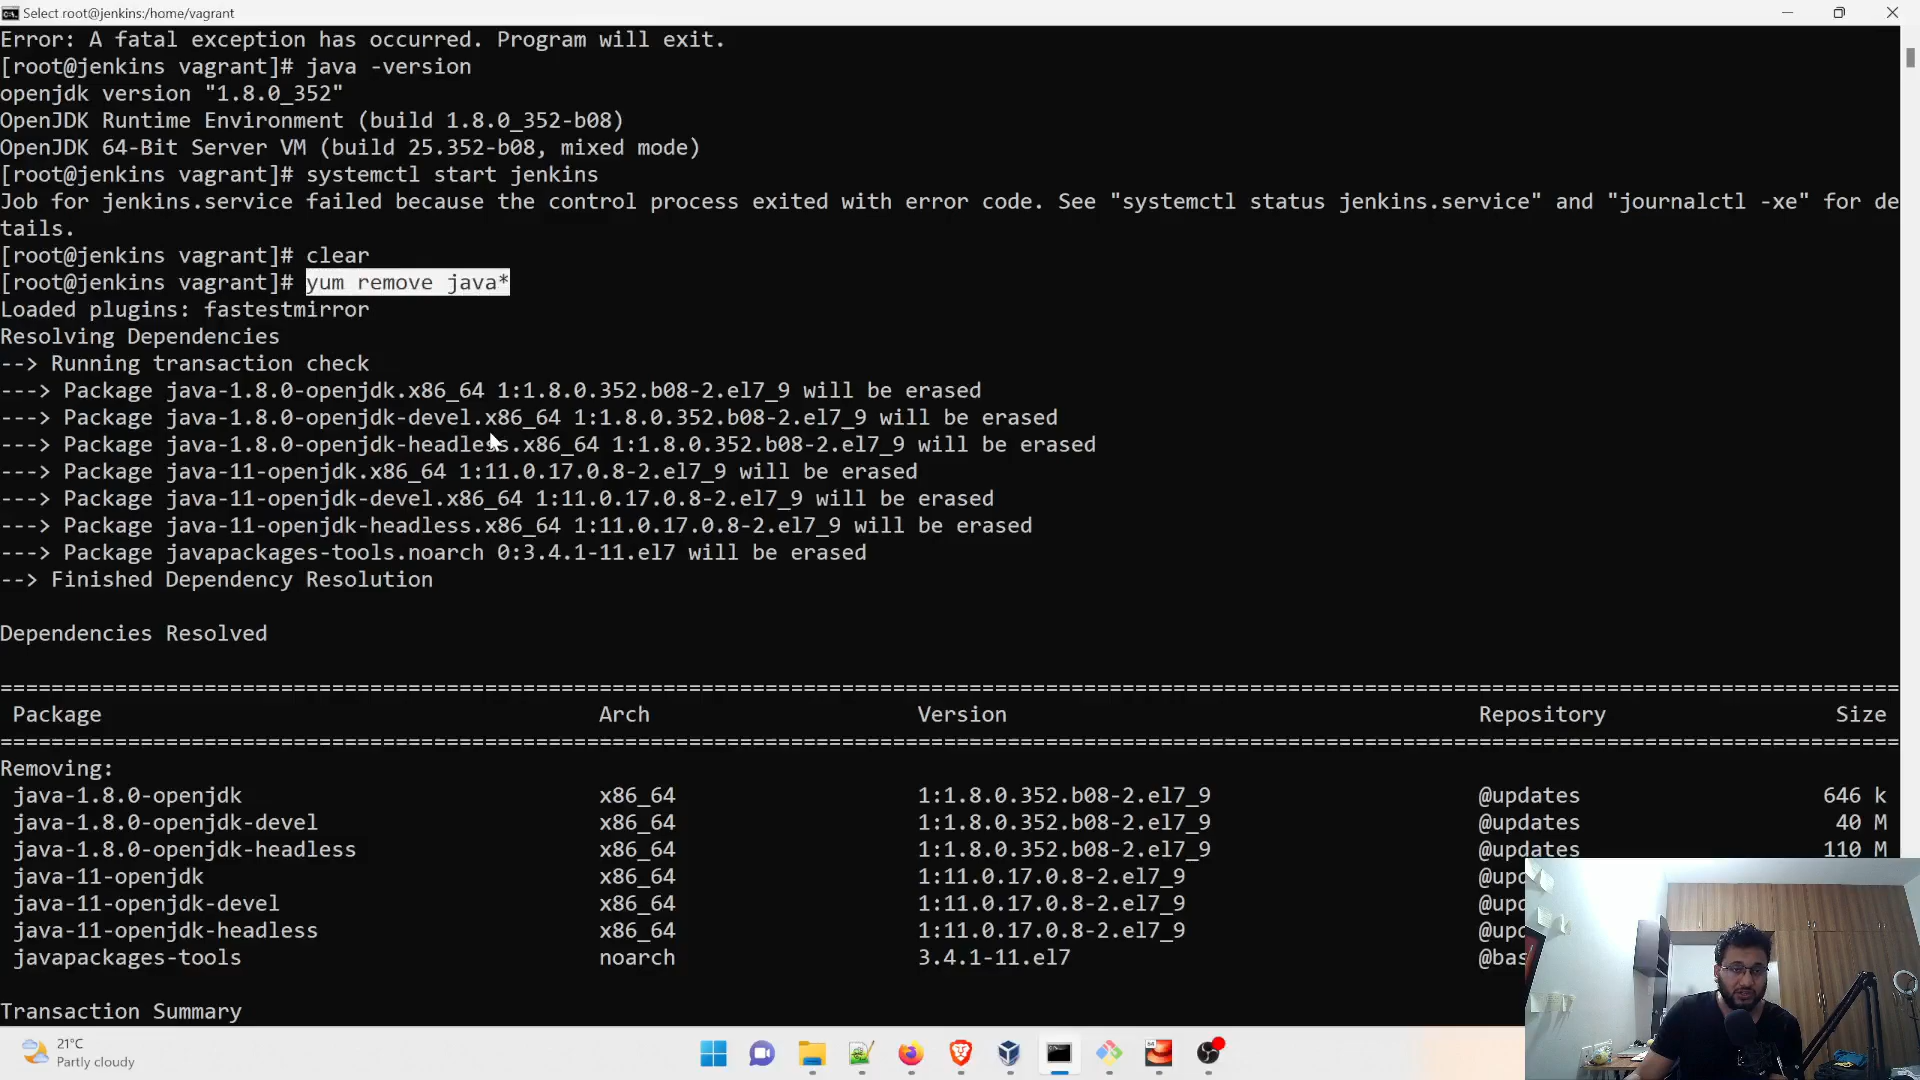 Select root@jenkins:/home/vagrant
Error: A fatal exception has occurred. Program will exit.
[root@jenkins vagrant]# java -version
openjdk version "1.8.0_352"
OpenJDK Runtime Environment (build 1.8.0_352-b08)
OpenJDK 64-Bit Server VM (build 25.352-b08, mixed mode)
[root@jenkins vagrant]# systemctl start jenkins
Job for jenkins.service failed because the control process exited with error code. See "systemctl status jenkins.service" and "journalctl -xe" for de
tails.
[root@jenkins vagrant]# clear
[root@jenkins vagrant]# yum remove java*
Loaded plugins: fastestmirror
Resolving Dependencies
--> Running transaction check
---> Package java-1.8.0-openjdk.x86_64 1:1.8.0.352.b08-2.el7_9 will be erased
---> Package java-1.8.0-openjdk-devel.x86_64 1:1.8.0.352.b08-2.el7_9 will be erased
---> Package java-1.8.0-openjdk-headless.x86_64 1:1.8.0.352.b08-2.el7_9 will be erased
---> Package java-11-openjdk.x86_64 1:11.0.17.0.8-2.el7_9 will be erased
---> Package java-11-openjdk-devel.x86_64 1:11.0.17.0.8-2.el7_9 will be erased
---> Package java-11-openjdk-headless.x86_64 1:11.0.17.0.8-2.el7_9 will be erased
---> Package javapackages-tools.noarch 0:3.4.1-11.el7 will be erased
--> Finished Dependency Resolution
Dependencies Resolved
Package Arch Version Repository Size
Removing:
java-1.8.0-openjdk x86_64 1:1.8.0.352.b08-2.el7_9 @updates 646 k
java-1.8.0-openjdk-devel x86_64 1:1.8.0.352.b08-2.el7_9 @updates 40 M
java-1.8.0-openjdk-headless x86_64 1:1.8.0.352.b08-2.el7_9 @updates 110 M
java-11-openjdk x86_64 1:11.0.17.0.8-2.el7_9 @upd
java-11-openjdk-devel x86_64 1:11.0.17.0.8-2.el7_9 @upd
java-11-openjdk-headless x86_64 1:11.0.17.0.8-2.el7_9 @upd
javapackages-tools noarch 3.4.1-11.el7 @bas
Transaction Summary
21°C
Partly cloudy